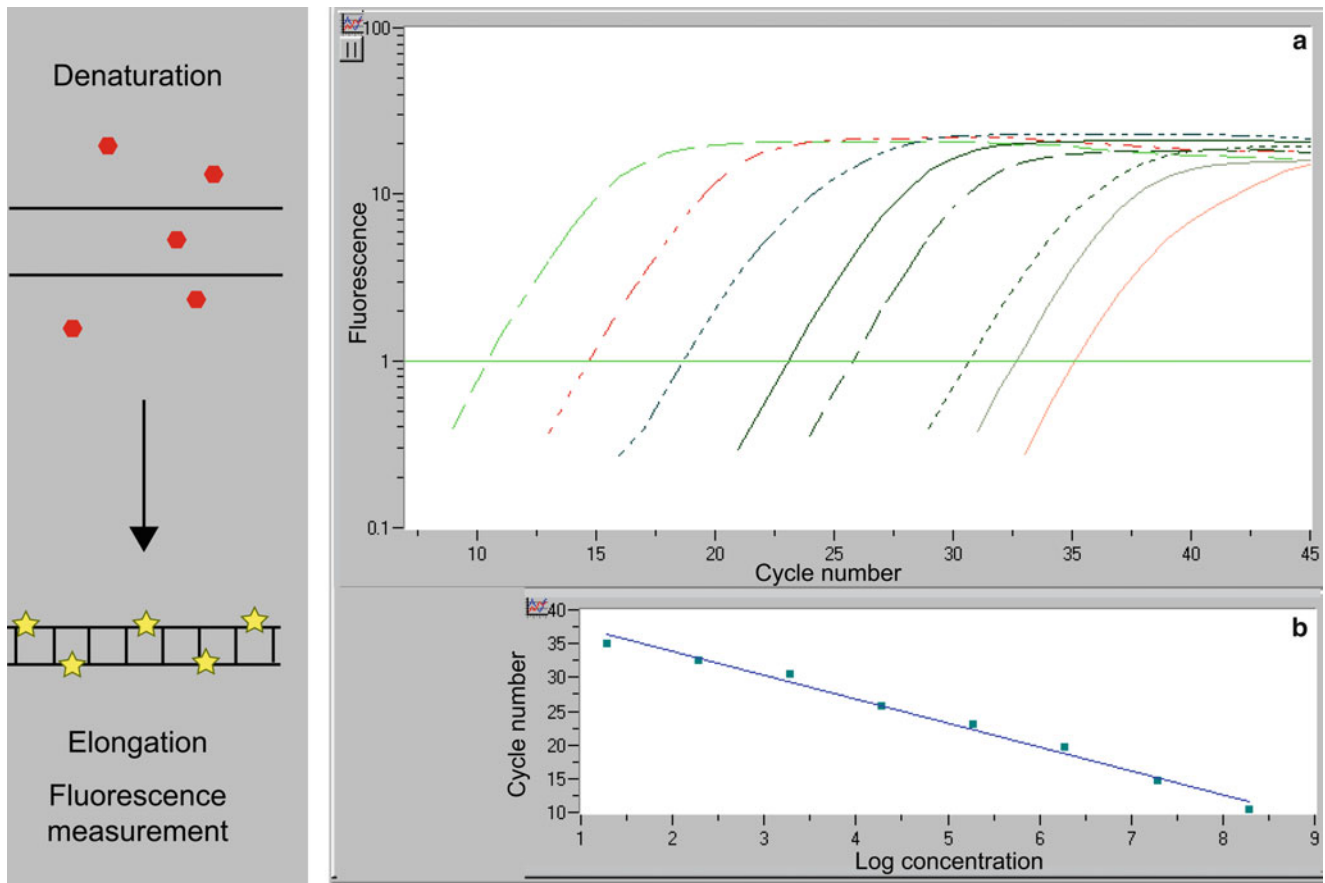 Denaturation
Elongation
Fluorescence
measurement
a
100
10
1
0.1
Fluorescence
10 15 20 25 30 35 40 45
Cycle number
b
40
35
30
25
20
15
10
Cycle number
1 2 3 4 5 6 7 8 9
Log concentration